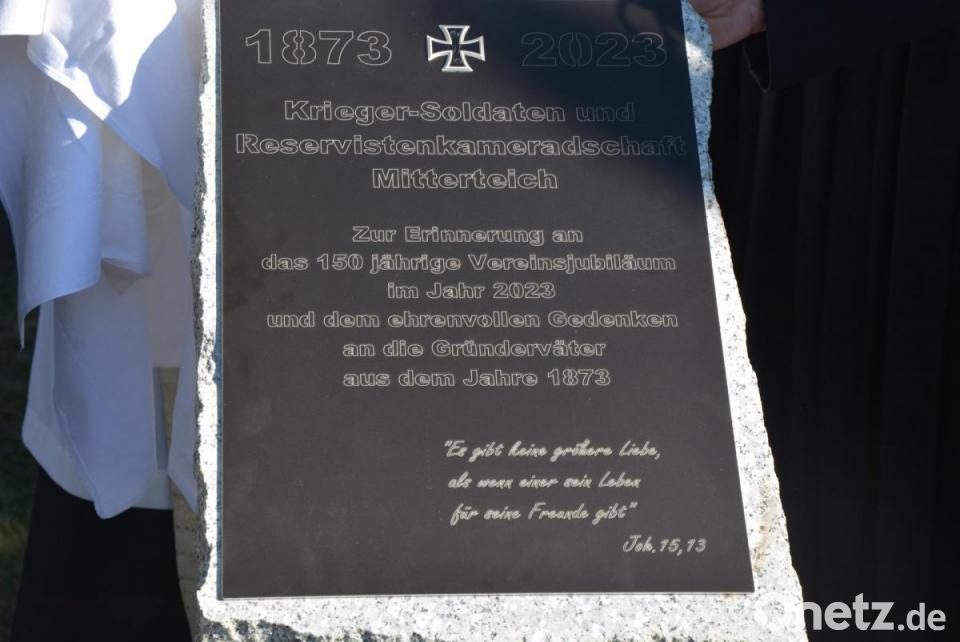 1873 2023
Krieger-Soldaten und
Reservistenkameradschaft
Mitterteich
Zur Erinnerung an
das 150 jährige Vereinsjubiläum
im Jahr 2023
und dem ehrenvollen Gedenken
an die Gründerväter
aus dem Jahre 1873
"Es gibt keine größere Liebe,
als wenn einer sein Leben
für seine Freunde gibt"
Joh. 15,13
Onetz.de